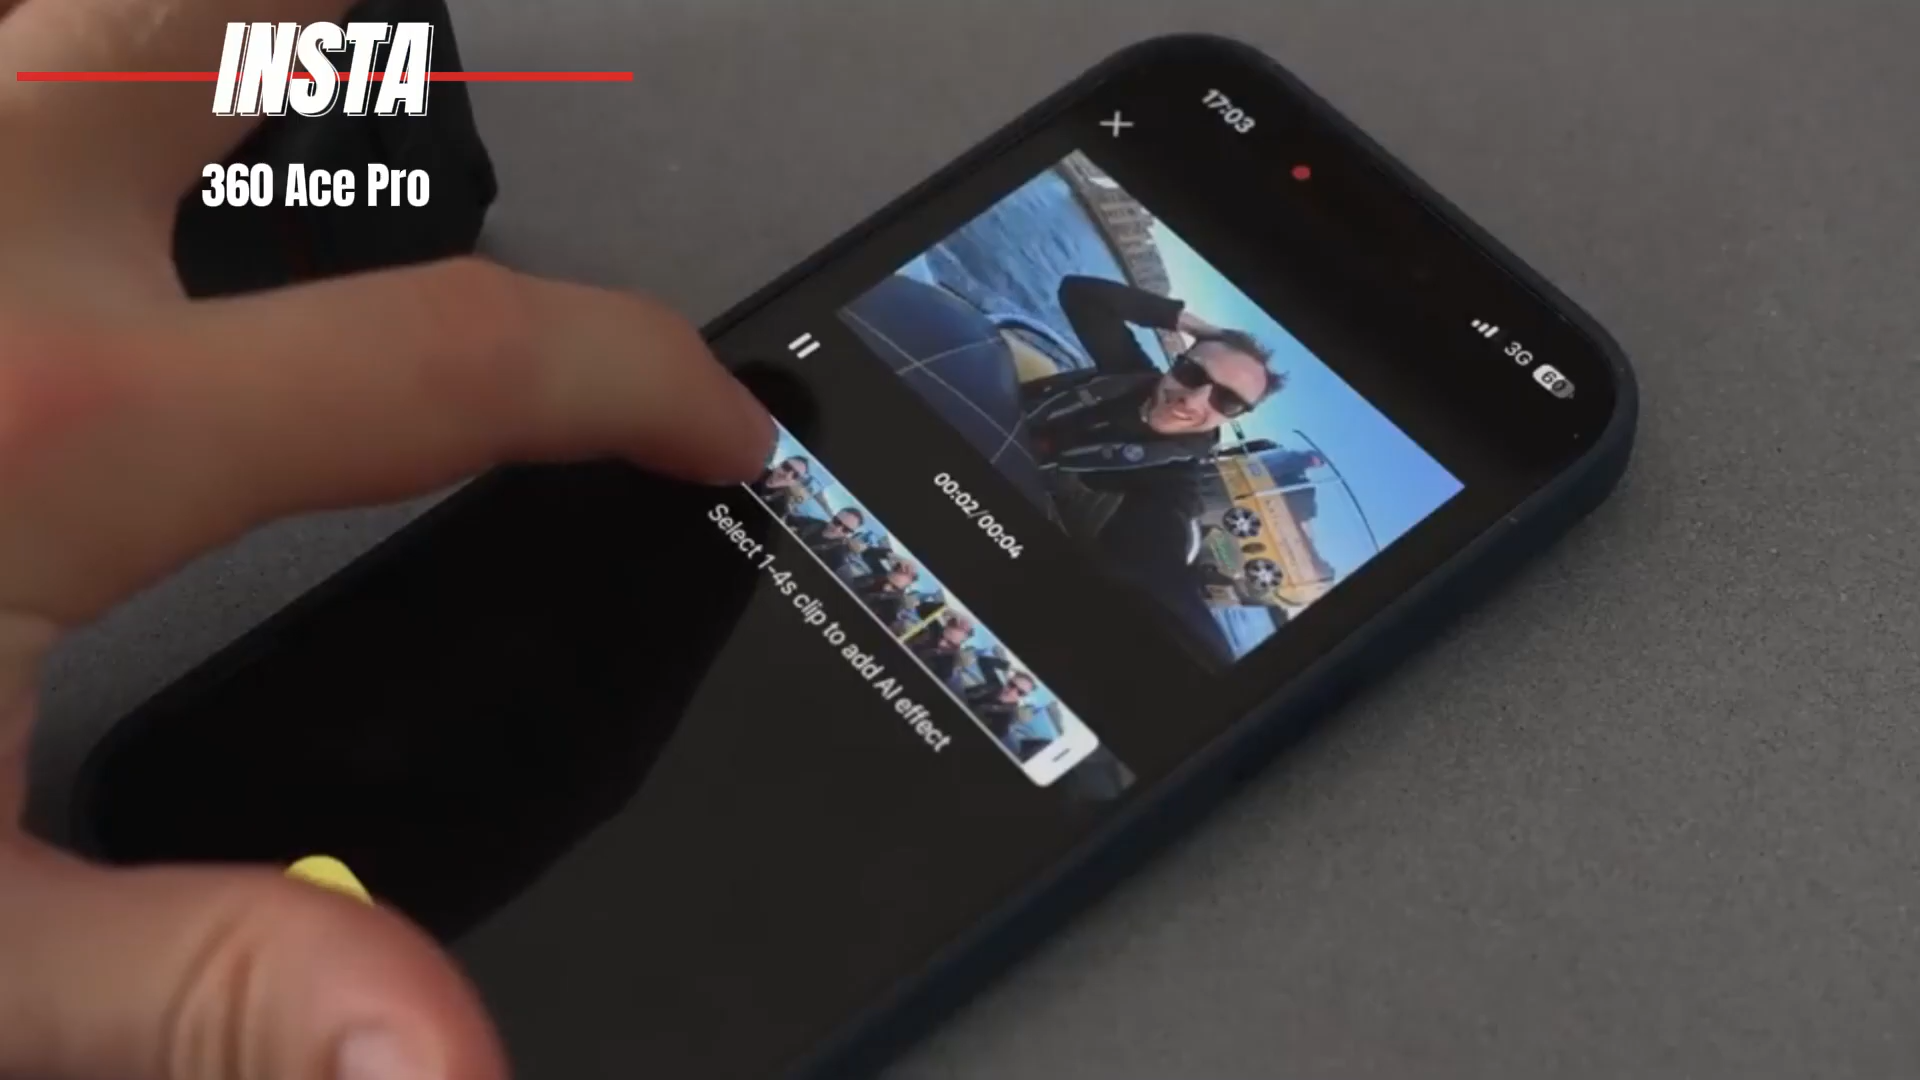 INSTA
360 Ace Pro
17:03
3G 60
00:02/00:04
Select 1-4s clip to add AI effect